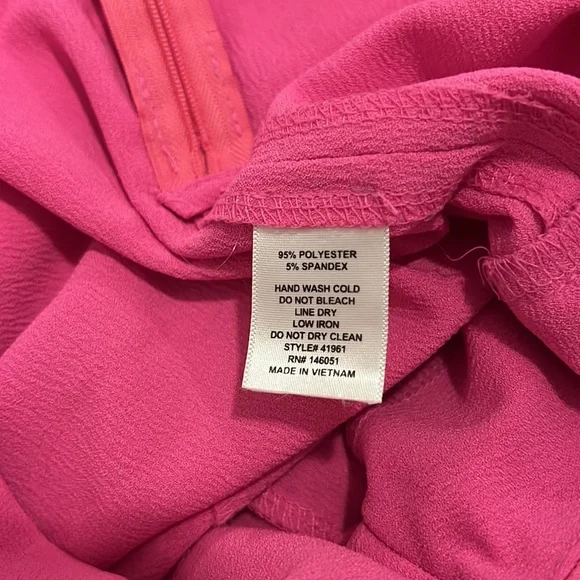 95% POLYESTER
5% SPANDEX
HAND WASH COLD
DO NOT BLEACH
LINE DRY
LOW IRON
DO NOT DRY CLEAN
STYLE# 41961
RN# 146051
MADE IN VIETNAM